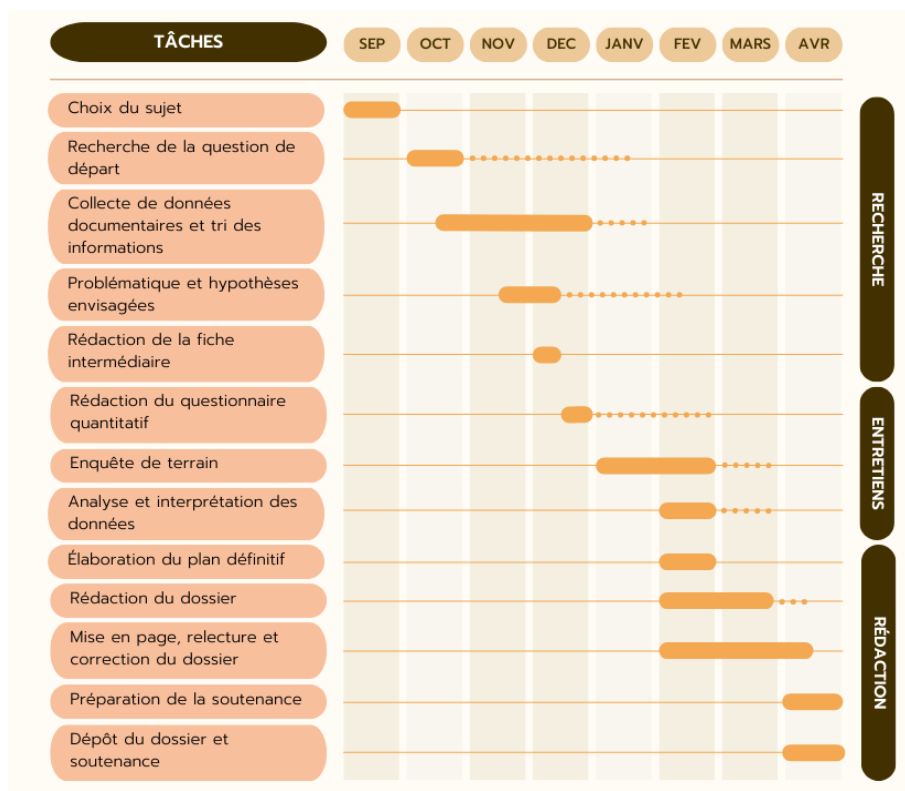 TÂCHES
SEP OCT NOV DEC JANV FEV MARS AVR
Choix du sujet
Recherche de la question de
départ
Collecte de données
documentaires et tri des
informations
Problématique et hypothèses
envisagées
Rédaction de la fiche
intermédiaire
RECHERCHE
Rédaction du questionnaire
quantitatif
Enquête de terrain
Analyse et interprétation des
données
ENTRETIENS
Élaboration du plan définitif
Rédaction du dossier
Mise en page, relecture et
correction du dossier
Préparation de la soutenance
Dépôt du dossier et
soutenance
RÉDACTION